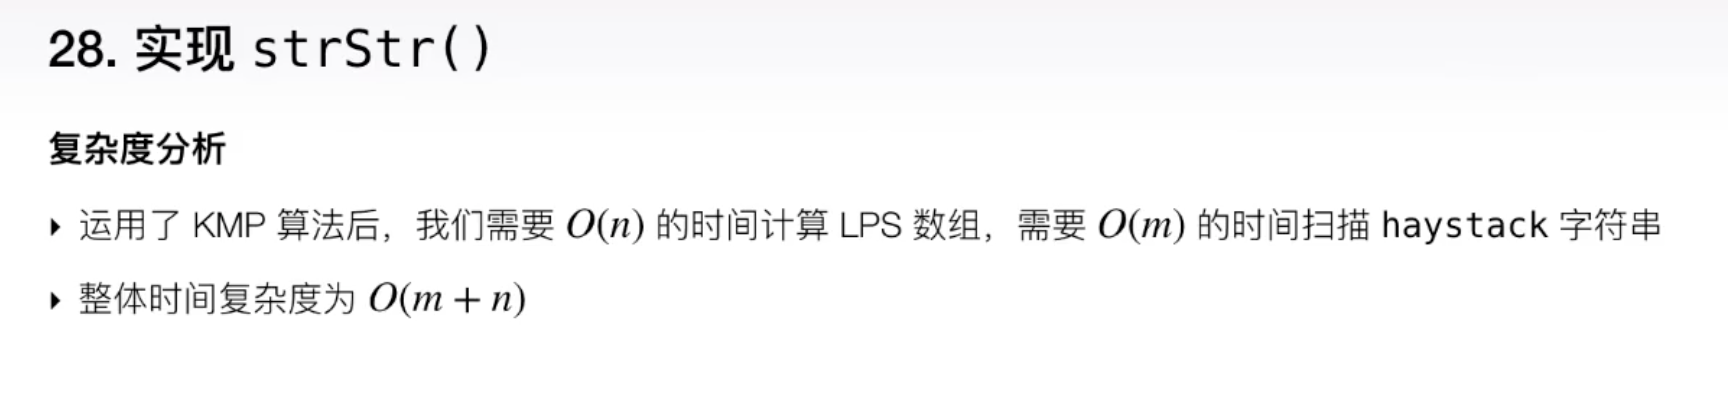 28. 实现 strStr()
复杂度分析
▸ 运用了 KMP 算法后，我们需要 O(n) 的时间计算 LPS 数组，需要 O(m) 的时间扫描 haystack 字符串
▸ 整体时间复杂度为 O(m + n)